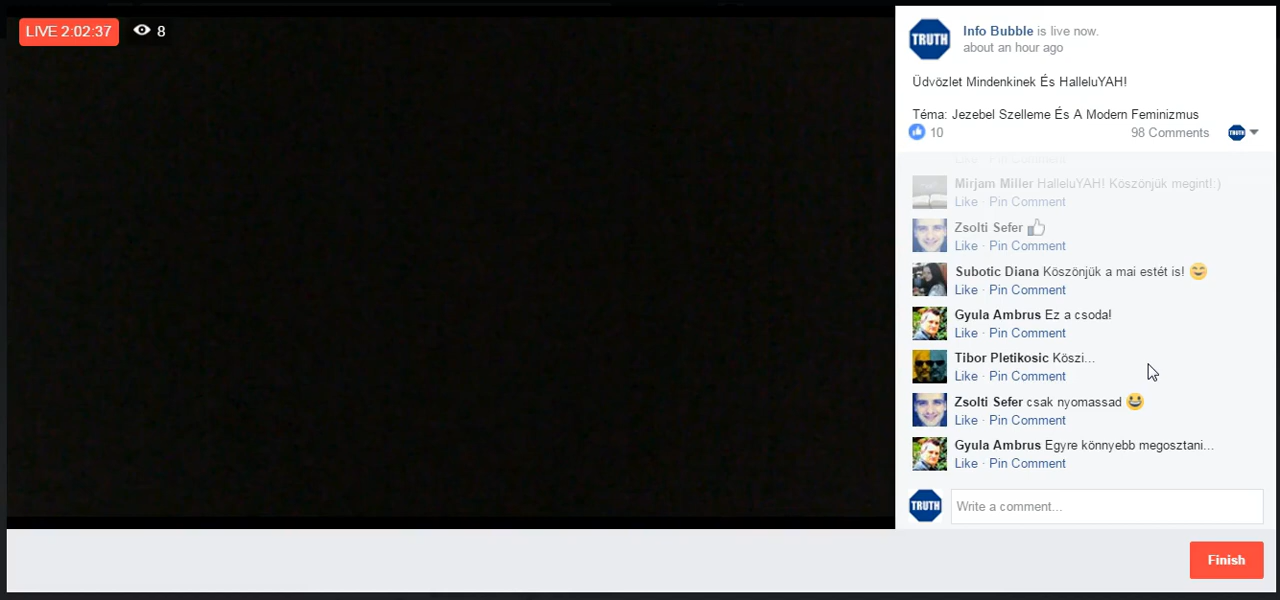 LIVE 2:02:37
8
TRUTH
Info Bubble is live now.
about an hour ago
Üdvözlet Mindenkinek És HalleluYAH!
Téma: Jezebel Szelleme És A Modern Feminizmus
10
98 Comments
TRUTH
Like · Pin Comment
Mirjam Miller HalleluYAH! Köszönjük megint!.)
Like · Pin Comment
Zsolti Sefer
Like · Pin Comment
Subotic Diana Köszönjük a mai estét is! 😄
Like · Pin Comment
Gyula Ambrus Ez a csoda!
Like · Pin Comment
Tibor Pletikosic Köszi...
Like · Pin Comment
Zsolti Sefer csak nyomassad 😀
Like · Pin Comment
Gyula Ambrus Egyre könnyebb megosztani...
Like · Pin Comment
TRUTH
Write a comment...
Finish